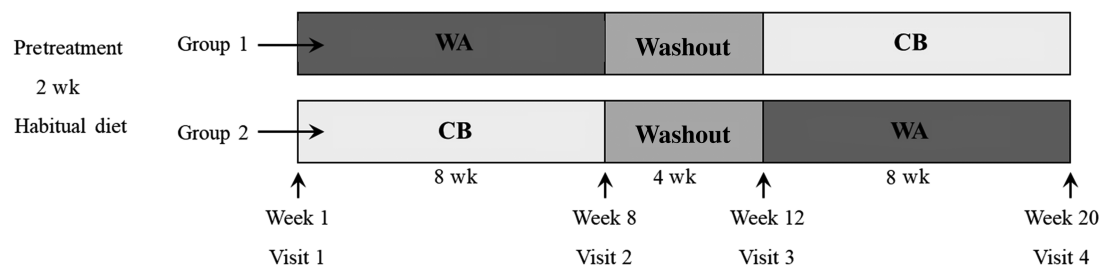 Pretreatment
2 wk
Habitual diet
Group 1
WA
Washout
CB
Group 2
CB
Washout
WA
8 wk
4 wk
8 wk
Week 1
Week 8
Week 12
Week 20
Visit 1
Visit 2
Visit 3
Visit 4